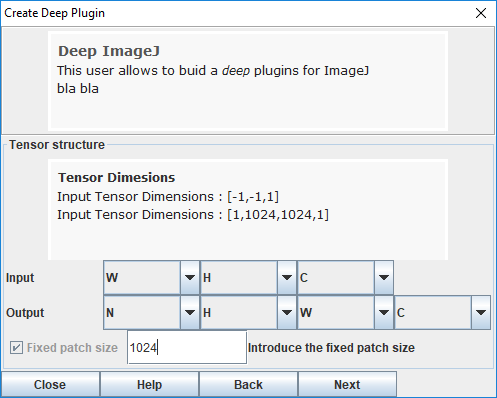 Create Deep Plugin
Deep ImageJ
This user allows to buid a deep plugins for ImageJ
bla bla
Tensor structure
Tensor Dimesions
Input Tensor Dimensions : [-1,-1,1]
Input Tensor Dimensions : [1,1024,1024,1]
Input W H C
Output N H W C
Fixed patch size 1024 Introduce the fixed patch size
Close Help Back Next